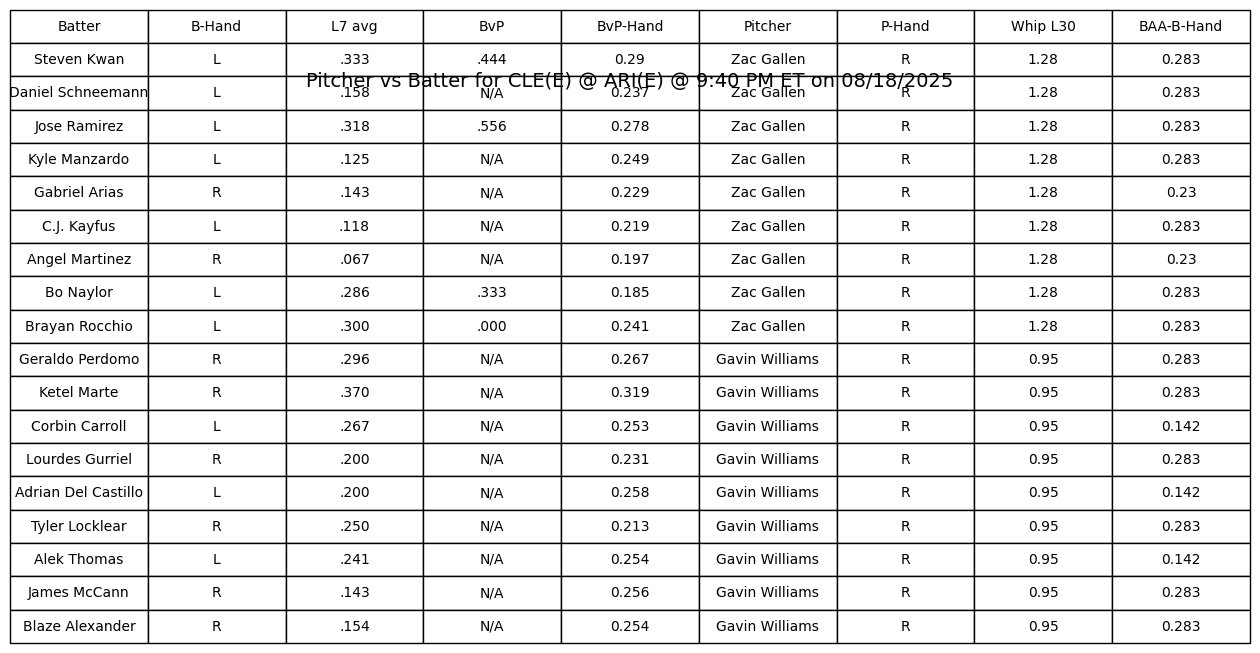 Batter B-Hand L7 avg BvP BvP-Hand Pitcher P-Hand Whip L30 BAA-B-Hand
Steven Kwan L .333 .444 0.29 Zac Gallen R 1.28 0.283
Pitcher vs Batter for CLE(E) @ ARI(E) @ 9:40 PM ET on 08/18/2025
Daniel Schneemann L .158 N/A 0.237 Zac Gallen R 1.28 0.283
Jose Ramirez L .318 .556 0.278 Zac Gallen R 1.28 0.283
Kyle Manzardo L .125 N/A 0.249 Zac Gallen R 1.28 0.283
Gabriel Arias R .143 N/A 0.229 Zac Gallen R 1.28 0.23
C.J. Kayfus L .118 N/A 0.219 Zac Gallen R 1.28 0.283
Angel Martinez R .067 N/A 0.197 Zac Gallen R 1.28 0.23
Bo Naylor L .286 .333 0.185 Zac Gallen R 1.28 0.283
Brayan Rocchio L .300 .000 0.241 Zac Gallen R 1.28 0.283
Geraldo Perdomo R .296 N/A 0.267 Gavin Williams R 0.95 0.283
Ketel Marte R .370 N/A 0.319 Gavin Williams R 0.95 0.283
Corbin Carroll L .267 N/A 0.253 Gavin Williams R 0.95 0.142
Lourdes Gurriel R .200 N/A 0.231 Gavin Williams R 0.95 0.283
Adrian Del Castillo L .200 N/A 0.258 Gavin Williams R 0.95 0.142
Tyler Locklear R .250 N/A 0.213 Gavin Williams R 0.95 0.283
Alek Thomas L .241 N/A 0.254 Gavin Williams R 0.95 0.142
James McCann R .143 N/A 0.256 Gavin Williams R 0.95 0.283
Blaze Alexander R .154 N/A 0.254 Gavin Williams R 0.95 0.283